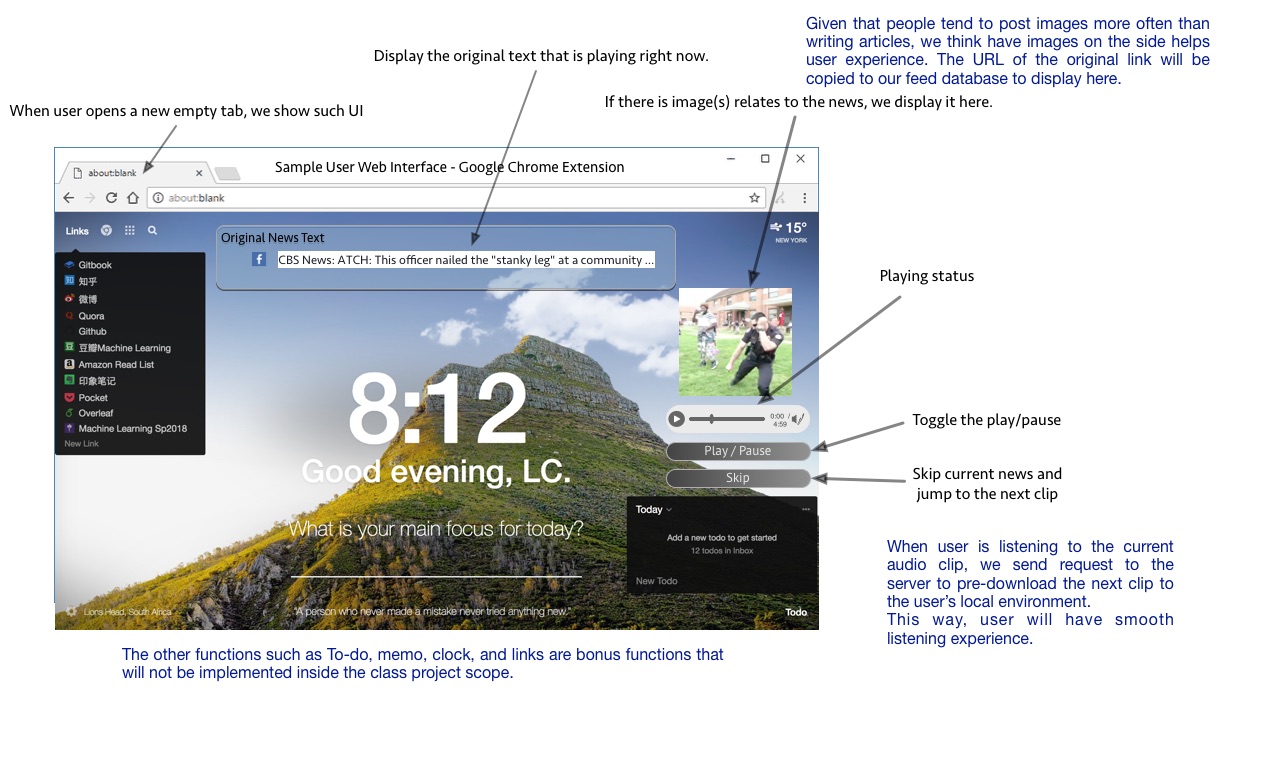 Given that people tend to post images more often than
writing articles, we think have images on the side helps
user experience. The URL of the original link will be
copied to our feed database to display here.
Display the original text that is playing right now.
If there is image(s) relates to the news, we display it here.
When user opens a new empty tab, we show such UI
Sample User Web Interface - Google Chrome Extension
about:blank
about:blank
Links
15°
NEW YORK
Original News Text
CBS News: ATCH: This officer nailed the "stanky leg" at a community ...
Gitbook
知乎
微博
Quora
Github
豆瓣Machine Learning
Amazon Read List
印象笔记
Pocket
Overleaf
Machine Learning Sp2018
New Link
Playing status
8:12
Good evening, LC.
What is your main focus for today?
0:00 /
4:59
Toggle the play/pause
Play / Pause
Skip
Skip current news and
jump to the next clip
Today
Add a new todo to get started
12 todos in Inbox
New Todo
Lions Head, South Africa
"A person who never made a mistake never tried anything new."
Todo
When user is listening to the current
audio clip, we send request to the
server to pre-download the next clip to
the user's local environment.
This way, user will have smooth
listening experience.
The other functions such as To-do, memo, clock, and links are bonus functions that
will not be implemented inside the class project scope.